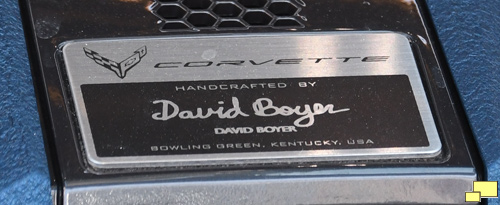 CORVETTE
HANDCRAFTED BY
David Boyer
DAVID BOYER
BOWLING GREEN, KENTUCKY, USA